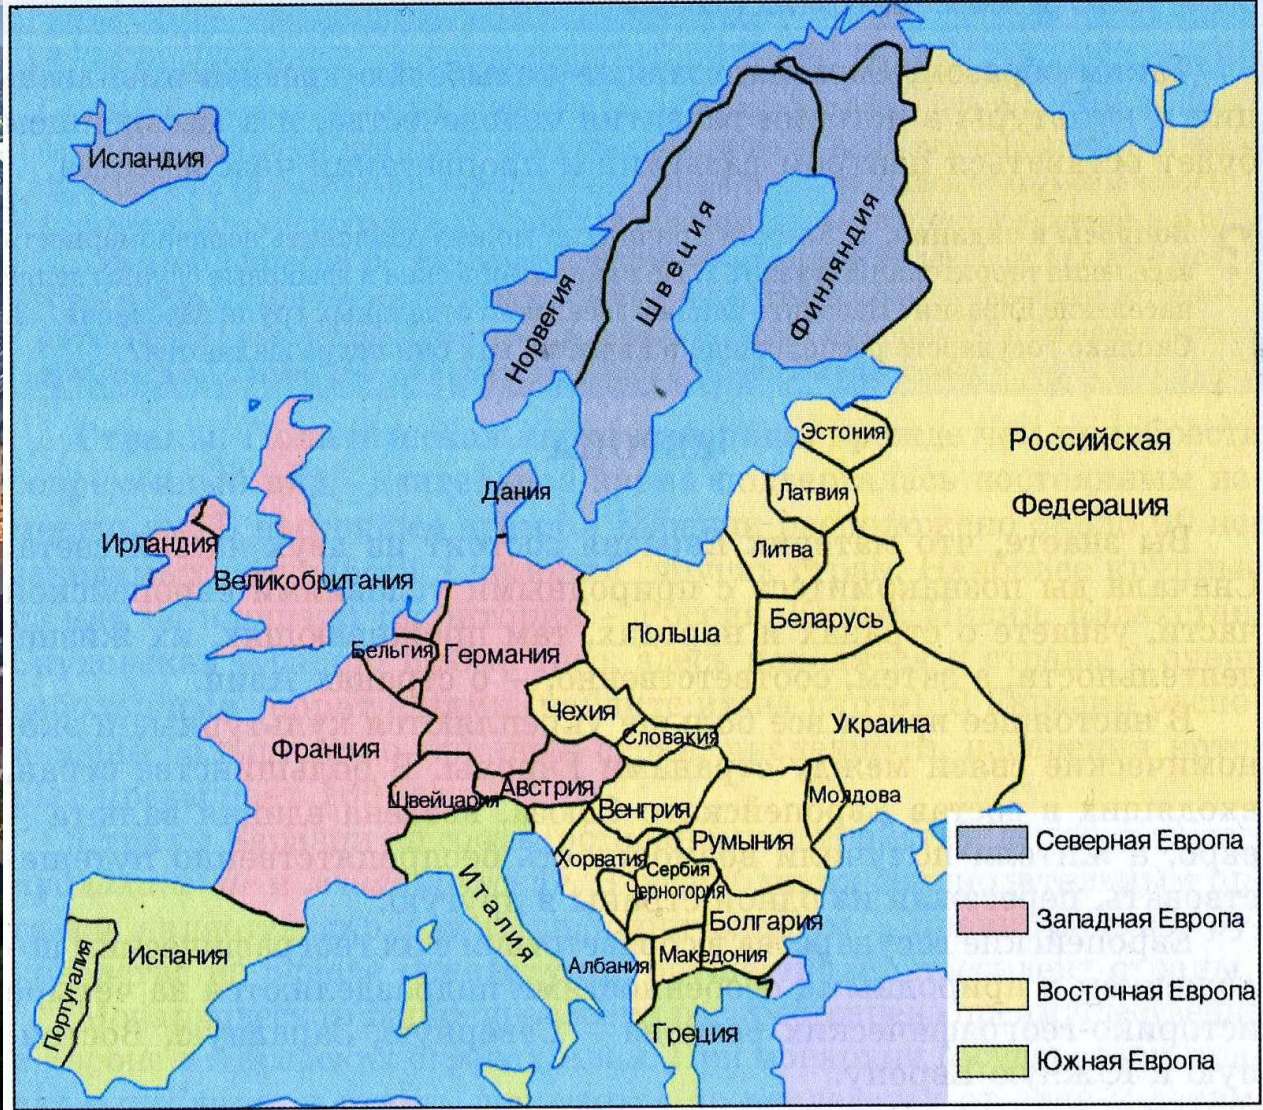 Исландия
Норвегия
Швеция
Финляндия
Эстония
Российская
Федерация
Латвия
Дания
Литва
Ирландия
Великобритания
Беларусь
Польша
Бельгия
Германия
Чехия
Украина
Словакия
Франция
Австрия
Швейцария
Молдова
Венгрия
Румыния
Хорватия
Сербия
Черногория
Болгария
Италия
Македония
Албания
Испания
Португалия
Греция
Северная Европа
Западная Европа
Восточная Европа
Южная Европа